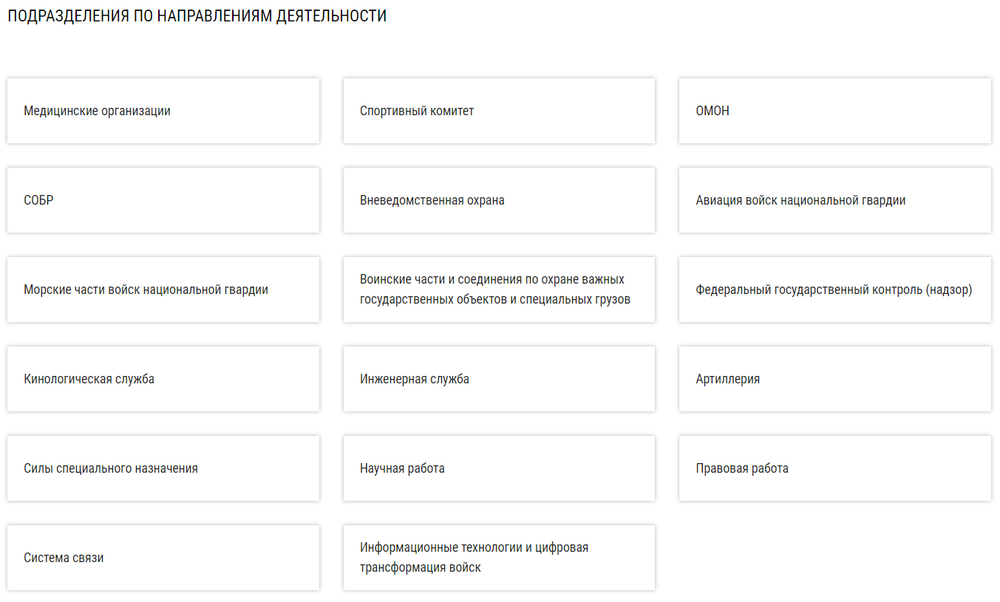 ПОДРАЗДЕЛЕНИЯ ПО НАПРАВЛЕНИЯМ ДЕЯТЕЛЬНОСТИ
Медицинские организации
Спортивный комитет
ОМОН
СОБР
Вневедомственная охрана
Авиация войск национальной гвардии
Морские части войск национальной гвардии
Воинские части и соединения по охране важных
государственных объектов и специальных грузов
Федеральный государственный контроль (надзор)
Кинологическая служба
Инженерная служба
Артиллерия
Силы специального назначения
Научная работа
Правовая работа
Система связи
Информационные технологии и цифровая
трансформация войск